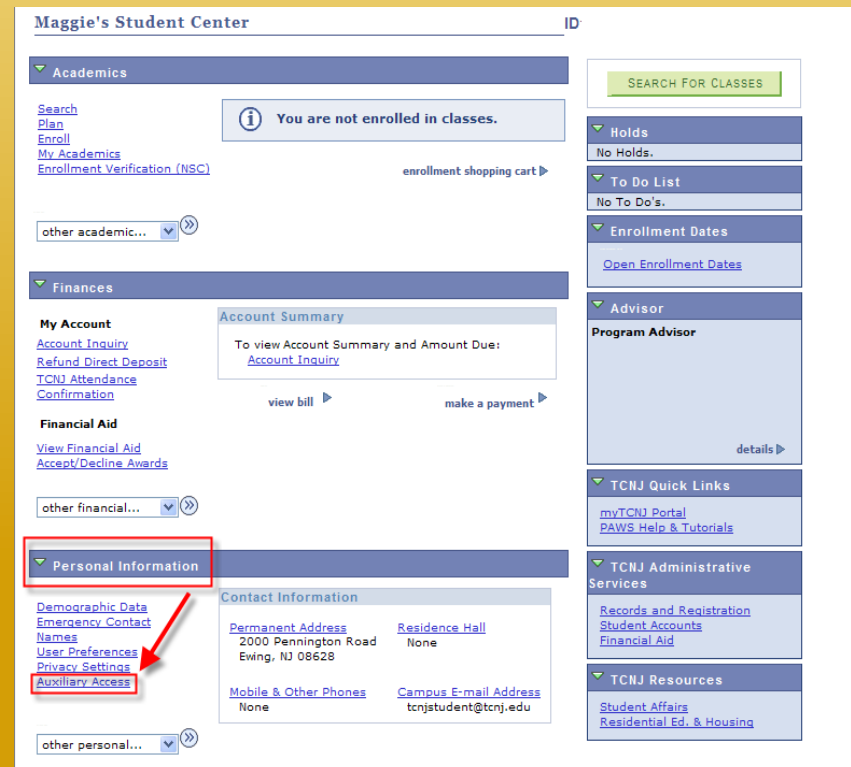 Maggie's Student Center
ID
Academics
Search
Plan
Enroll
My Academics
Enrollment Verification (NSC)
You are not enrolled in classes.
enrollment shopping cart
other academic...
Finances
My Account
Account Inquiry
Refund Direct Deposit
TCNJ Attendance
Confirmation
Financial Aid
View Financial Aid
Accept/Decline Awards
Account Summary
To view Account Summary and Amount Due:
Account Inquiry
view bill
make a payment
other financial...
Personal Information
Demographic Data
Emergency Contact
Names
User Preferences
Privacy Settings
Auxiliary Access
Contact Information
Permanent Address
2000 Pennington Road
Ewing, NJ 08628
Residence Hall
None
Mobile & Other Phones
None
Campus E-mail Address
tcnjstudent@tcnj.edu
other personal...
SEARCH FOR CLASSES
Holds
No Holds.
To Do List
No To Do's.
Enrollment Dates
Open Enrollment Dates
Advisor
Program Advisor
details
TCNJ Quick Links
myTCNJ Portal
PAWS Help & Tutorials
TCNJ Administrative
Services
Records and Registration
Student Accounts
Financial Aid
TCNJ Resources
Student Affairs
Residential Ed. & Housing